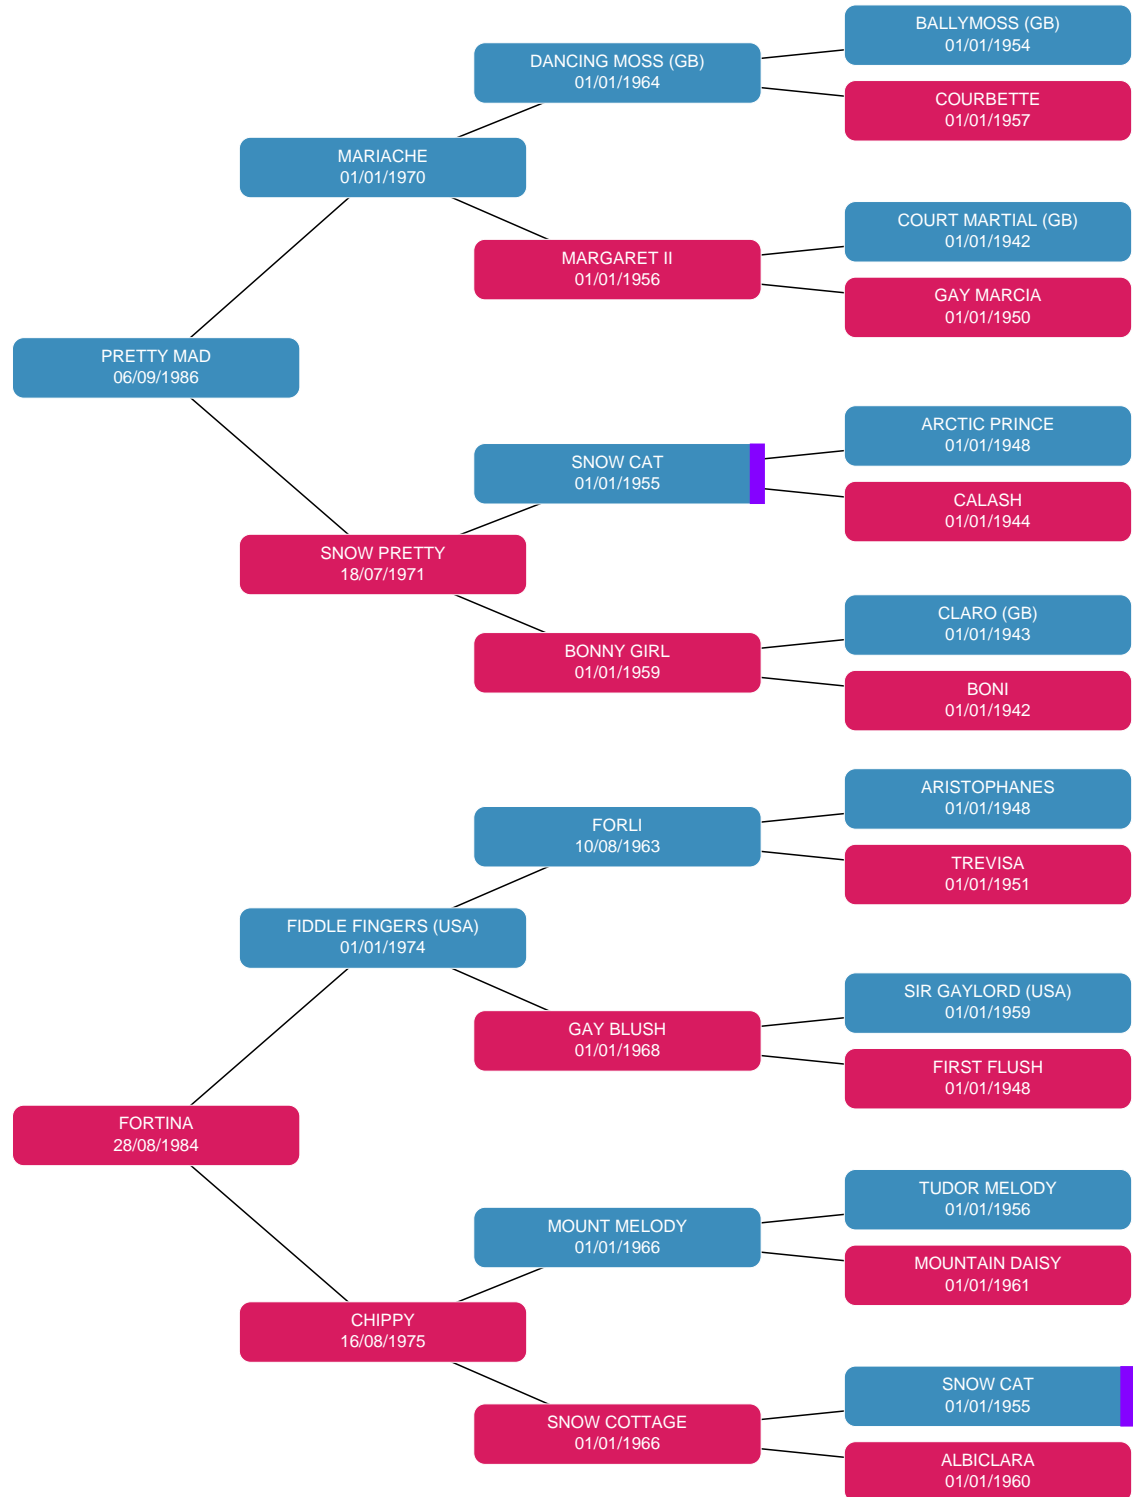 BALLYMOSS (GB)
01/01/1954
DANCING MOSS (GB)
01/01/1964
COURBETTE
01/01/1957
MARIACHE
01/01/1970
COURT MARTIAL (GB)
01/01/1942
MARGARET II
01/01/1956
GAY MARCIA
01/01/1950
PRETTY MAD
06/09/1986
ARCTIC PRINCE
01/01/1948
SNOW CAT
01/01/1955
CALASH
01/01/1944
SNOW PRETTY
18/07/1971
CLARO (GB)
01/01/1943
BONNY GIRL
01/01/1959
BONI
01/01/1942
ARISTOPHANES
01/01/1948
FORLI
10/08/1963
TREVISA
01/01/1951
FIDDLE FINGERS (USA)
01/01/1974
SIR GAYLORD (USA)
01/01/1959
GAY BLUSH
01/01/1968
FIRST FLUSH
01/01/1948
FORTINA
28/08/1984
TUDOR MELODY
01/01/1956
MOUNT MELODY
01/01/1966
MOUNTAIN DAISY
01/01/1961
CHIPPY
16/08/1975
SNOW CAT
01/01/1955
SNOW COTTAGE
01/01/1966
ALBICLARA
01/01/1960